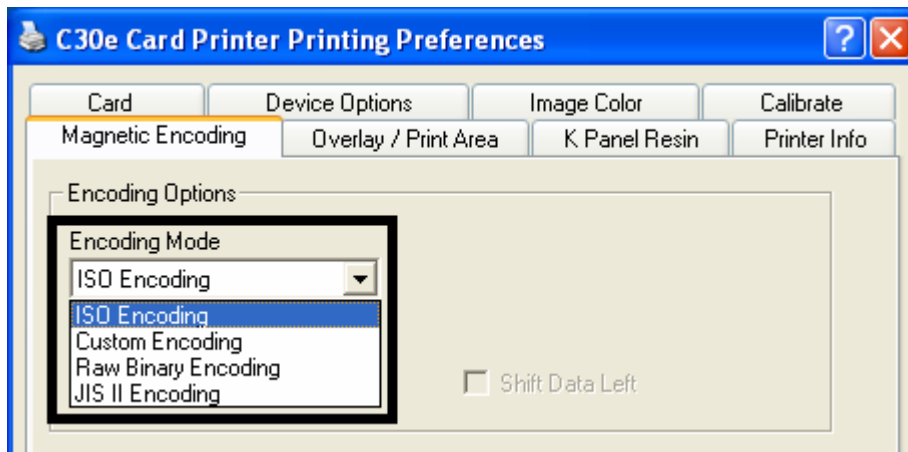 C30e Card Printer Printing Preferences
Card Device Options Image Color Calibrate
Magnetic Encoding Overlay / Print Area K Panel Resin Printer Info
Encoding Options
Encoding Mode
ISO Encoding
ISO Encoding
Custom Encoding
Raw Binary Encoding
JIS II Encoding
Shift Data Left